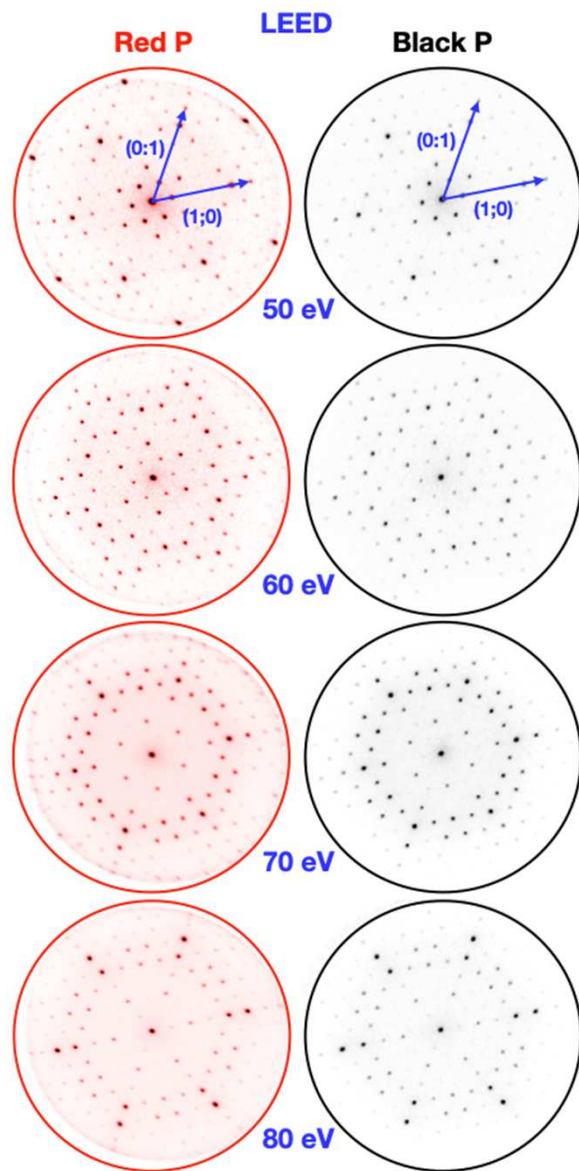 LEED
Red P
Black P
(0:1)
(1;0)
(0:1)
(1;0)
50 eV
60 eV
70 eV
80 eV